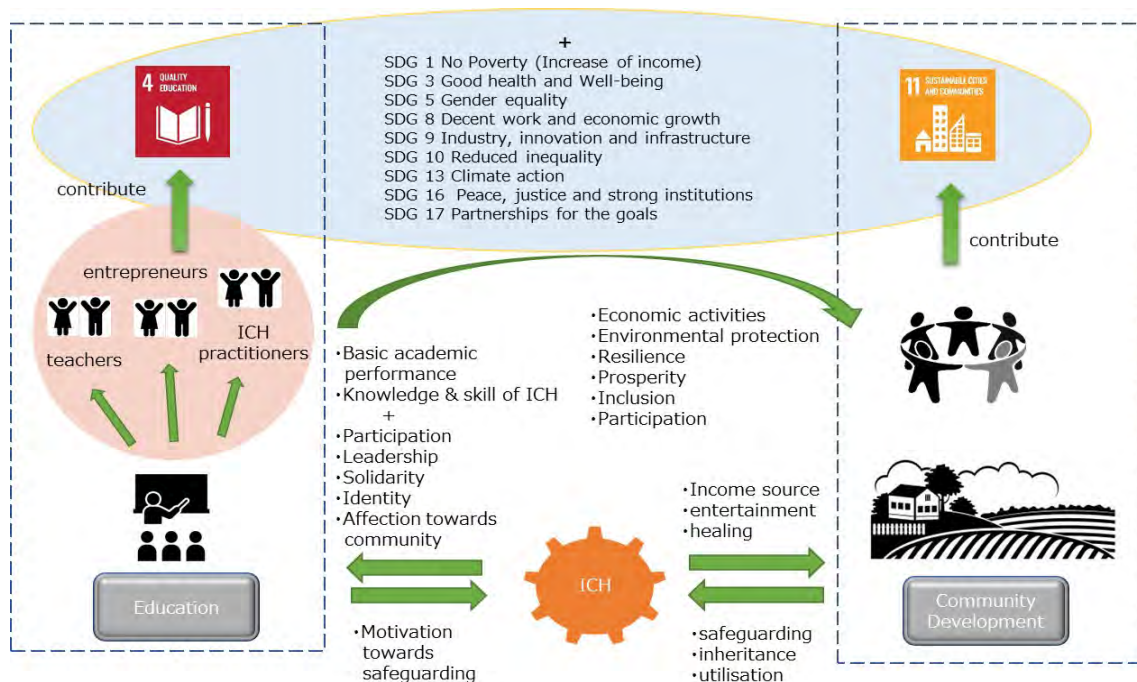 +
SDG 1 No Poverty (Increase of income)
SDG 3 Good health and Well-being
SDG 5 Gender equality
SDG 8 Decent work and economic growth
SDG 9 Industry, innovation and infrastructure
SDG 10 Reduced inequality
SDG 13 Climate action
SDG 16 Peace, justice and strong institutions
SDG 17 Partnerships for the goals
4 QUALITY
EDUCATION
contribute
entrepreneurs
teachers
ICH
practitioners
Education
11 SUSTAINABLE CITIES
AND COMMUNITIES
contribute
・Basic academic
performance
・Knowledge & skill of ICH
+
・Participation
・Leadership
・Solidarity
・Identity
・Affection towards
community
・Economic activities
・Environmental protection
・Resilience
・Prosperity
・Inclusion
・Participation
・Income source
・entertainment
・healing
ICH
・Motivation
towards
safeguarding
・safeguarding
・inheritance
・utilisation
Community
Development